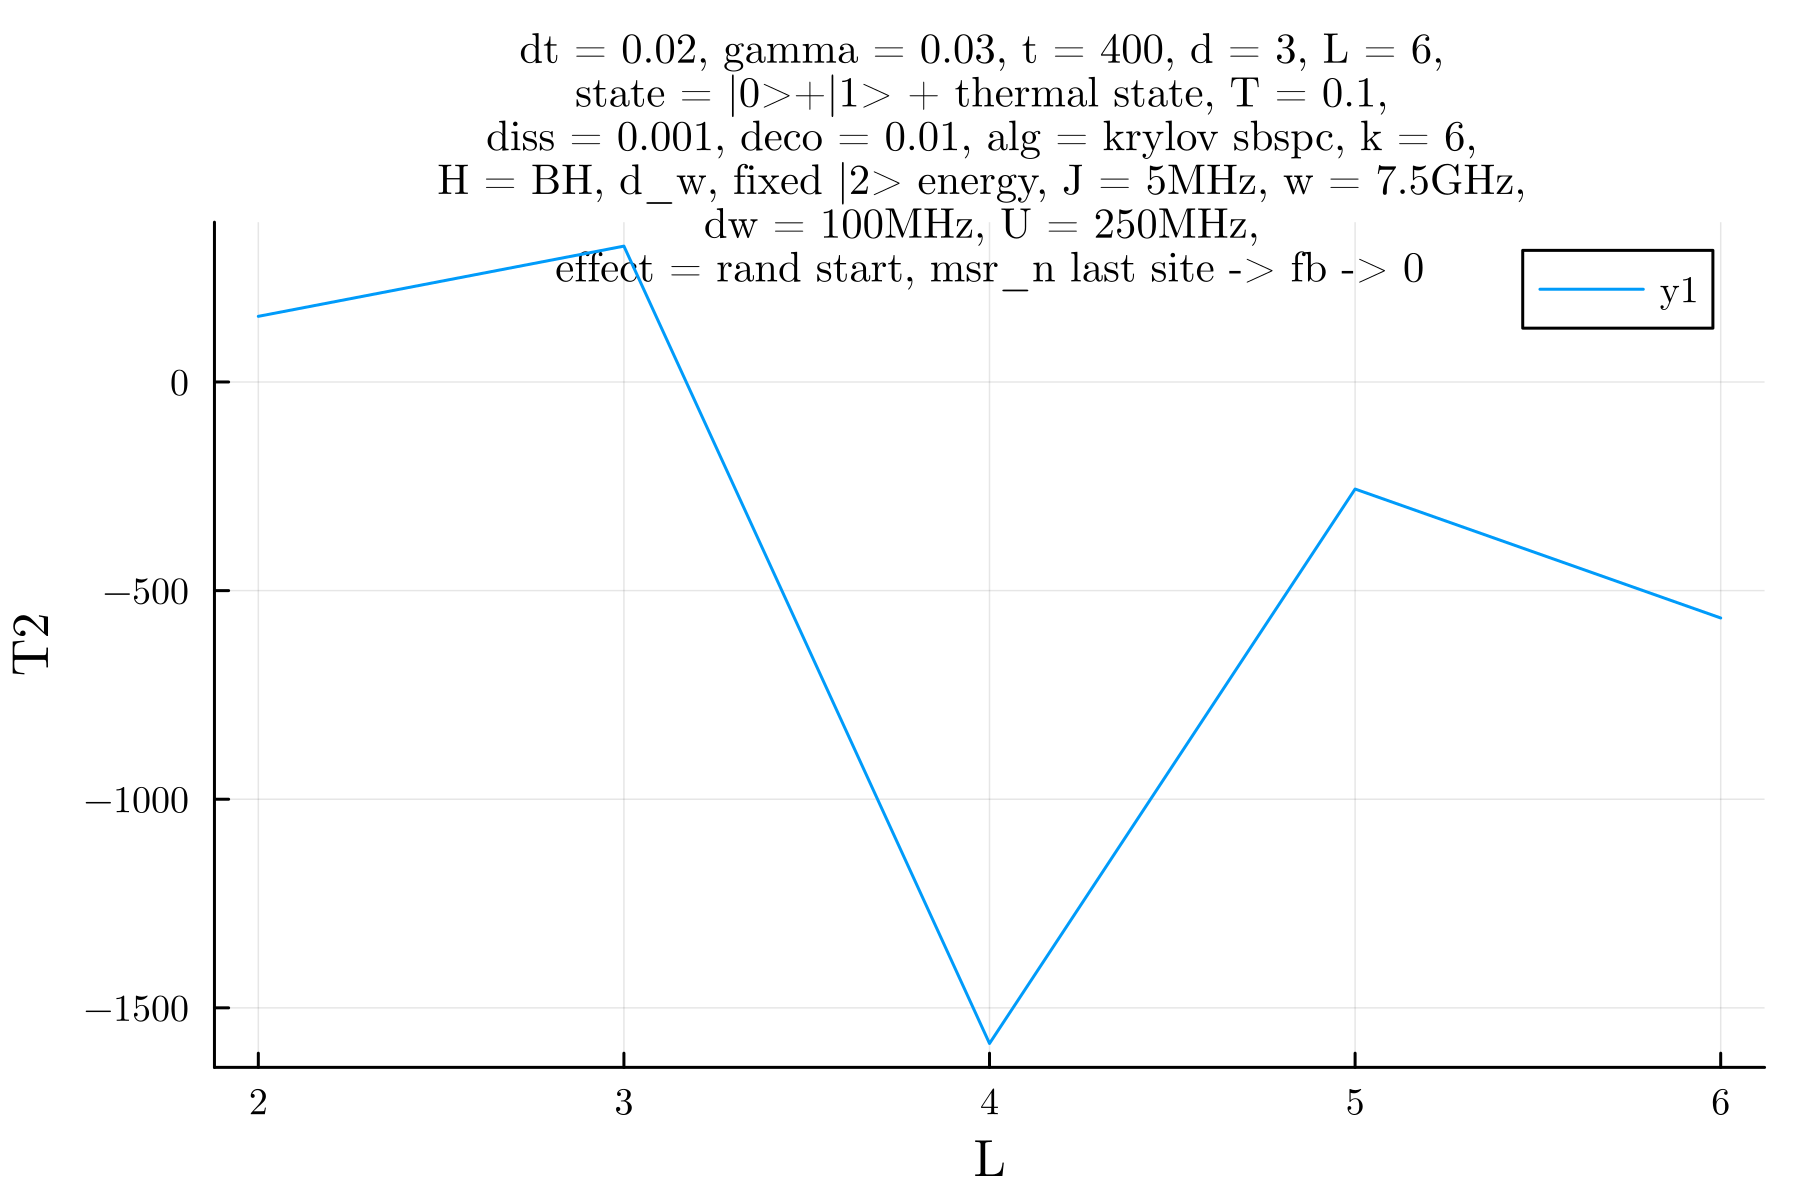 dt = 0.02, gamma = 0.03, t = 400, d = 3, L = 6,
state = |0>+|1> + thermal state, T = 0.1,
diss = 0.001, deco = 0.01, alg = krylov sbspc, k = 6,
H = BH, d_w, fixed |2> energy, J = 5MHz, w = 7.5GHz,
dw = 100MHz, U = 250MHz,
effect = rand start, msr_n last site -> fb -> 0
y1
0
−500
−1000
−1500
T2
2 3 4 5 6
L